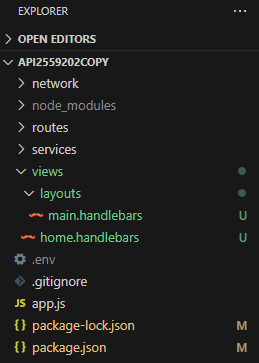 EXPLORER
OPEN EDITORS
API2559202COPY
network
node_modules
routes
services
views
layouts
main.handlebars U
home.handlebars U
.env
.gitignore
JS app.js
{ } package-lock.json M
{ } package.json M